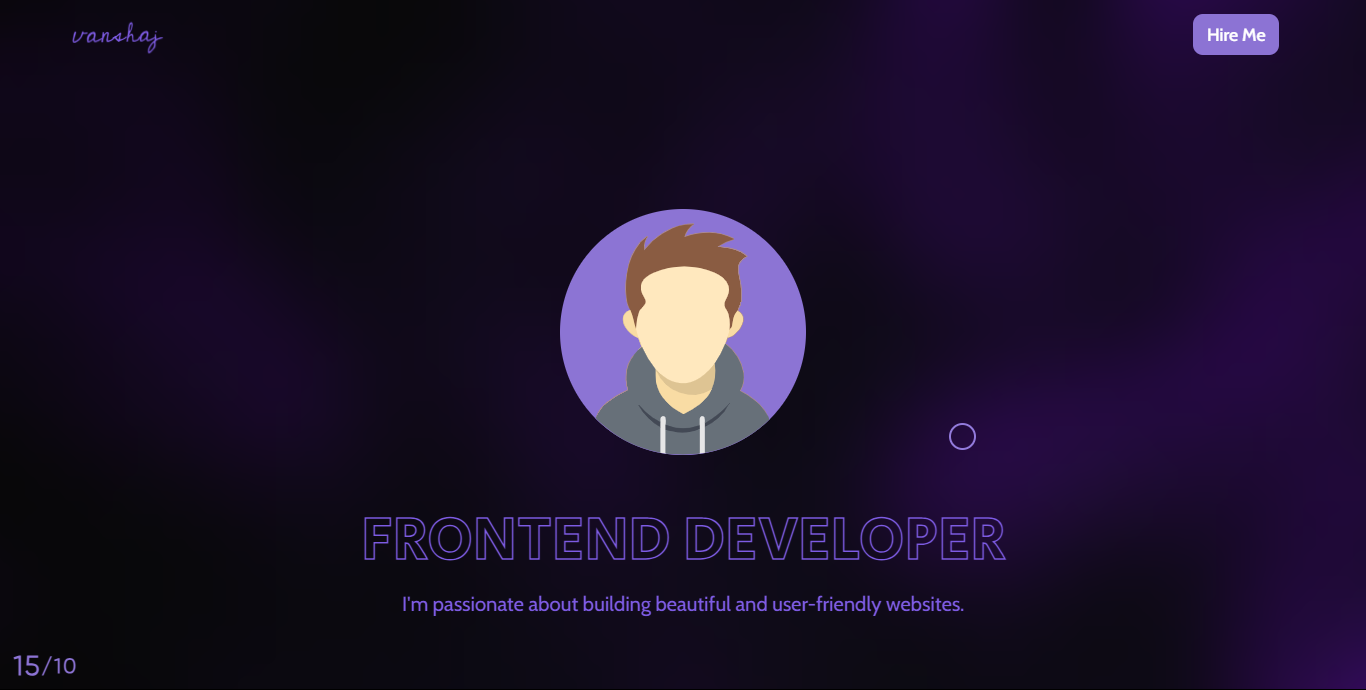 vanshaj
Hire Me
FRONTEND DEVELOPER
I'm passionate about building beautiful and user-friendly websites.
15/10